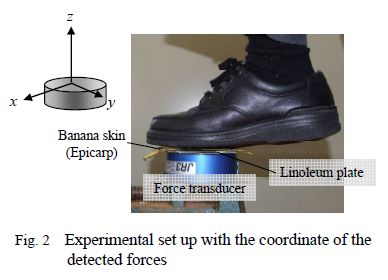 z
x
y
Banana skin
(Epicarp)
JR3
Linoleum plate
Force transducer
Fig. 2 Experimental set up with the coordinate of the
detected forces